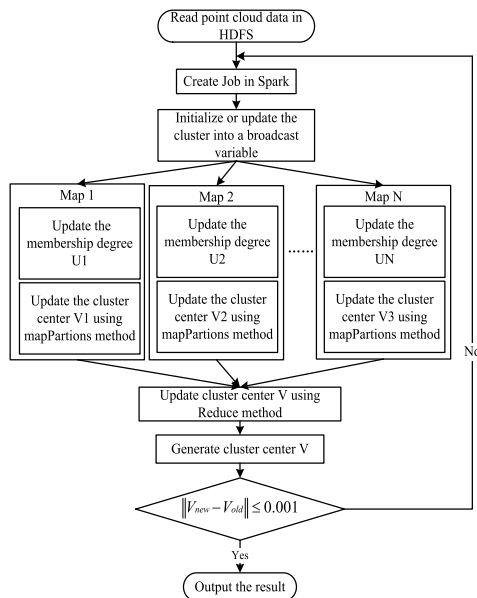 Read point cloud data in
HDFS
Create Job in Spark
Initialize or update the
cluster into a broadcast
variable
Map 1
Update the
membership degree
U1
Update the cluster
center V1 using
mapPartions method
Map 2
Update the
membership degree
U2
Update the cluster
center V2 using
mapPartions method
......
Map N
Update the
membership degree
UN
Update the cluster
center V3 using
mapPartions method
No
Update cluster center V using
Reduce method
Generate cluster center V
‖Vnew − Vold‖ ≤ 0.001
Yes
Output the result